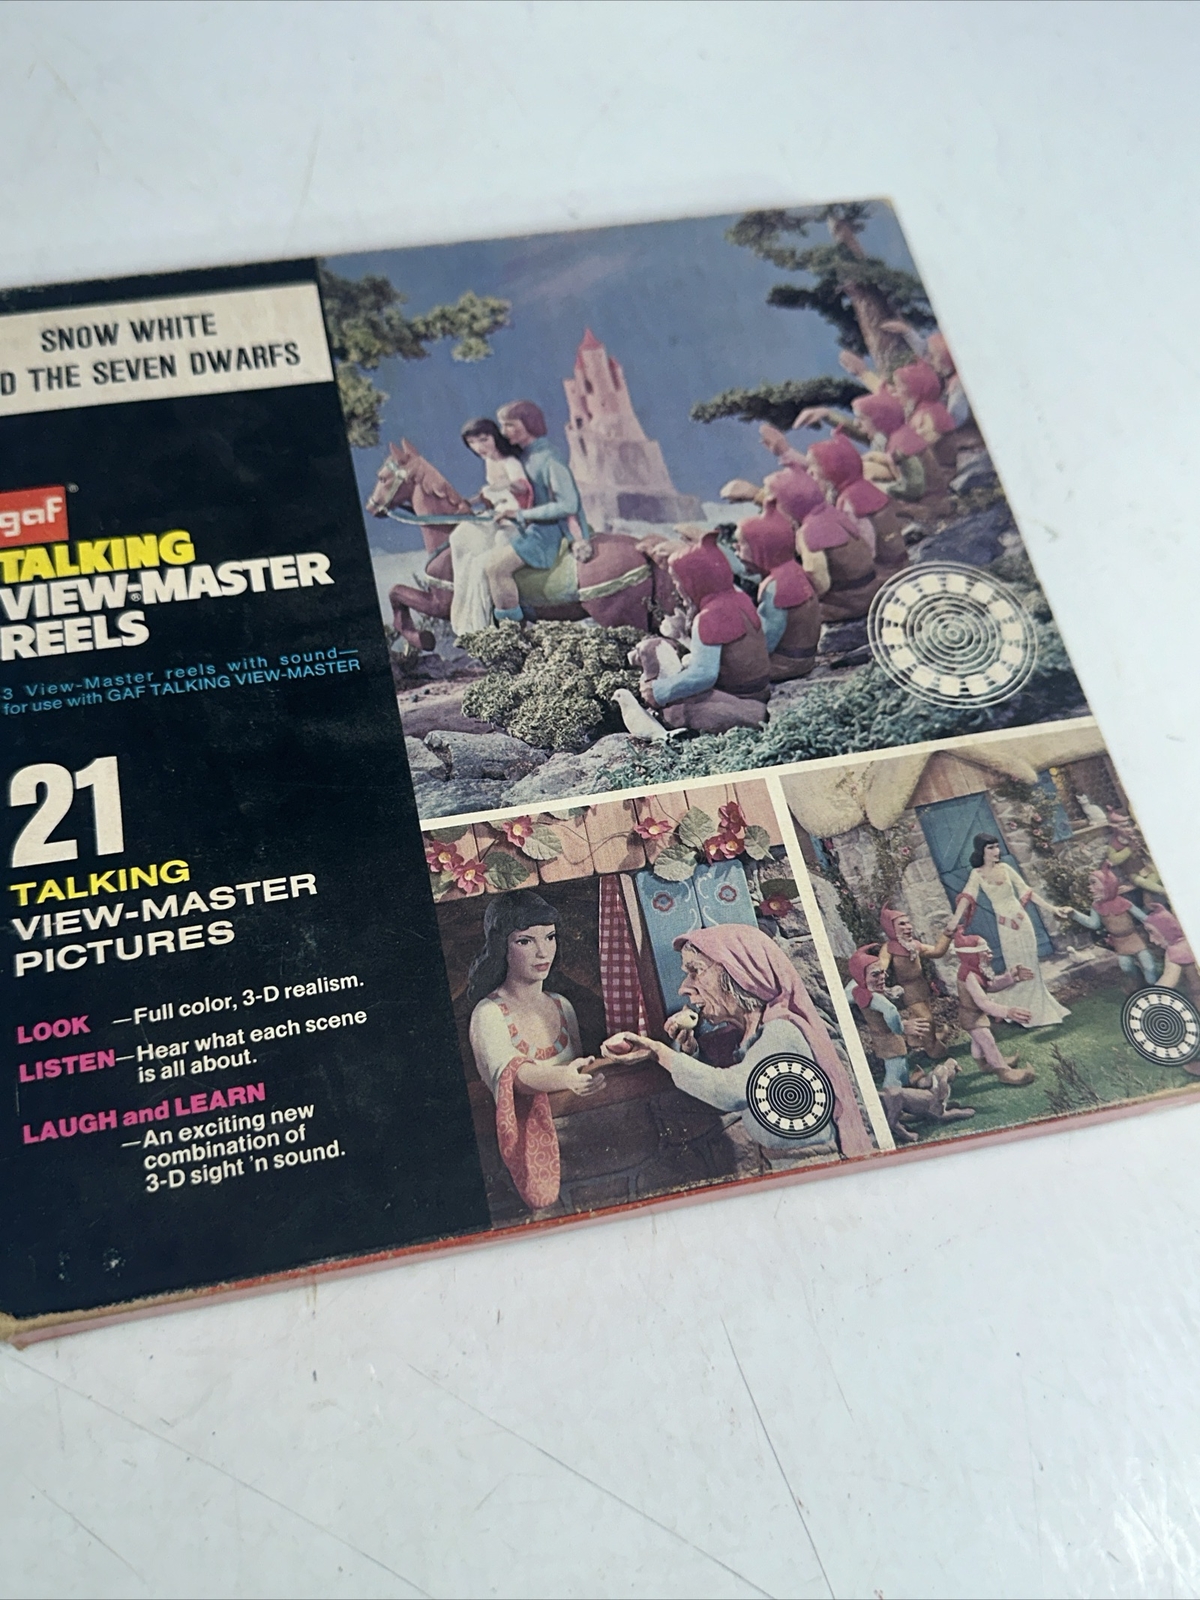 SNOW WHITE
D THE SEVEN DWARFS
gaf®
TALKING
VIEW-MASTER®
REELS
3 View-Master reels with sound—
for use with GAF TALKING VIEW-MASTER
21
TALKING
VIEW-MASTER
PICTURES
LOOK —Full color, 3-D realism.
LISTEN—Hear what each scene
is all about.
LAUGH and LEARN
—An exciting new
combination of
3-D sight 'n sound.